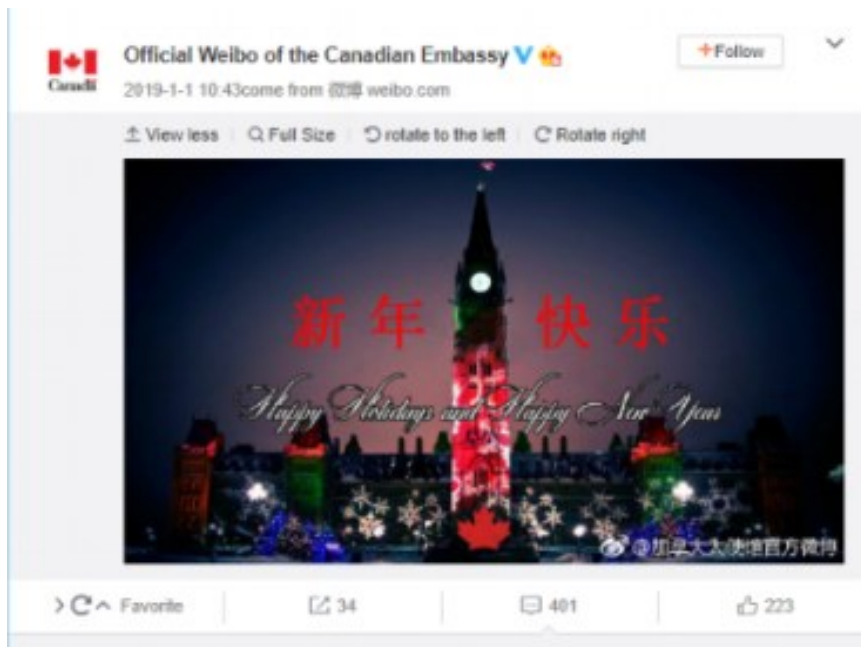 Official Weibo of the Canadian Embassy
+Follow
Canada
2019-1-1 10:43come from 微博 weibo.com
View less
Full Size
rotate to the left
Rotate right
新年 快乐
Happy Holidays and Happy New Year
@加拿大大使馆官方微博
Favorite
34
401
223